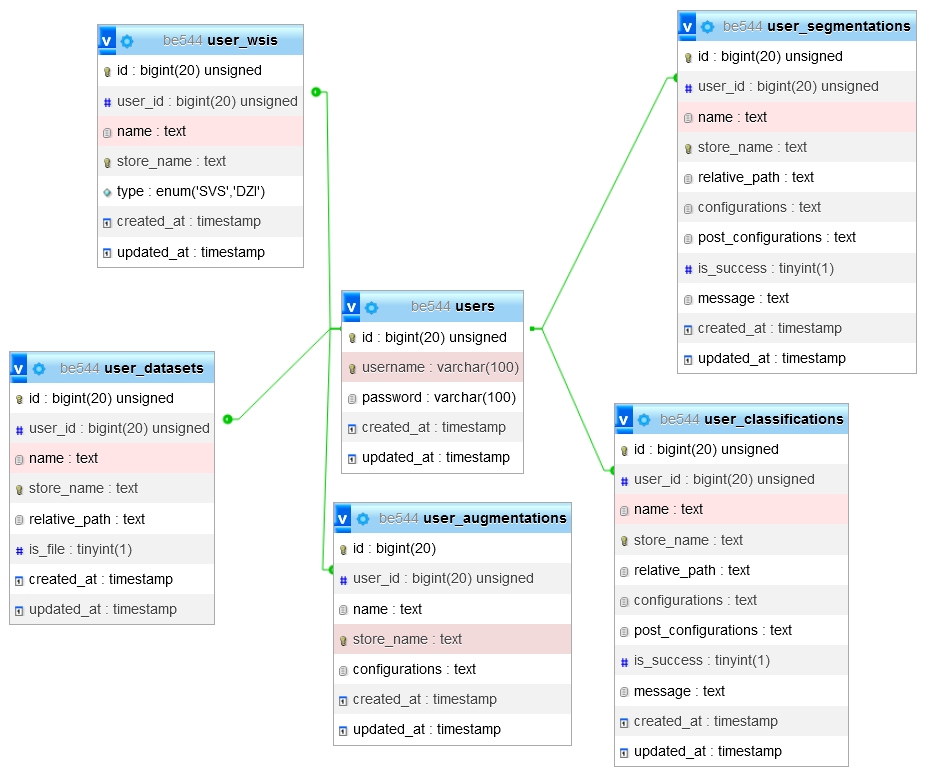 be544 user_wsis
id : bigint(20) unsigned
user_id : bigint(20) unsigned
name : text
store_name : text
type : enum('SVS','DZI')
created_at : timestamp
updated_at : timestamp
be544 user_segmentations
id : bigint(20) unsigned
user_id : bigint(20) unsigned
name : text
store_name : text
relative_path : text
configurations : text
post_configurations : text
is_success : tinyint(1)
message : text
created_at : timestamp
updated_at : timestamp
be544 users
id : bigint(20) unsigned
username : varchar(100)
password : varchar(100)
created_at : timestamp
updated_at : timestamp
be544 user_datasets
id : bigint(20) unsigned
user_id : bigint(20) unsigned
name : text
store_name : text
relative_path : text
is_file : tinyint(1)
created_at : timestamp
updated_at : timestamp
be544 user_classifications
id : bigint(20) unsigned
user_id : bigint(20) unsigned
name : text
store_name : text
relative_path : text
configurations : text
post_configurations : text
is_success : tinyint(1)
message : text
created_at : timestamp
updated_at : timestamp
be544 user_augmentations
id : bigint(20)
user_id : bigint(20) unsigned
name : text
store_name : text
configurations : text
created_at : timestamp
updated_at : timestamp